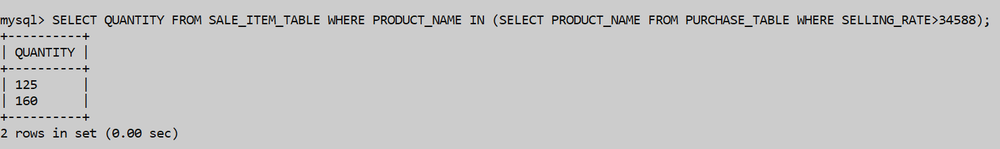 mysql> SELECT QUANTITY FROM SALE_ITEM_TABLE WHERE PRODUCT_NAME IN (SELECT PRODUCT_NAME FROM PURCHASE_TABLE WHERE SELLING_RATE>34588);
+----------+
| QUANTITY |
+----------+
| 125      |
| 160      |
+----------+
2 rows in set (0.00 sec)